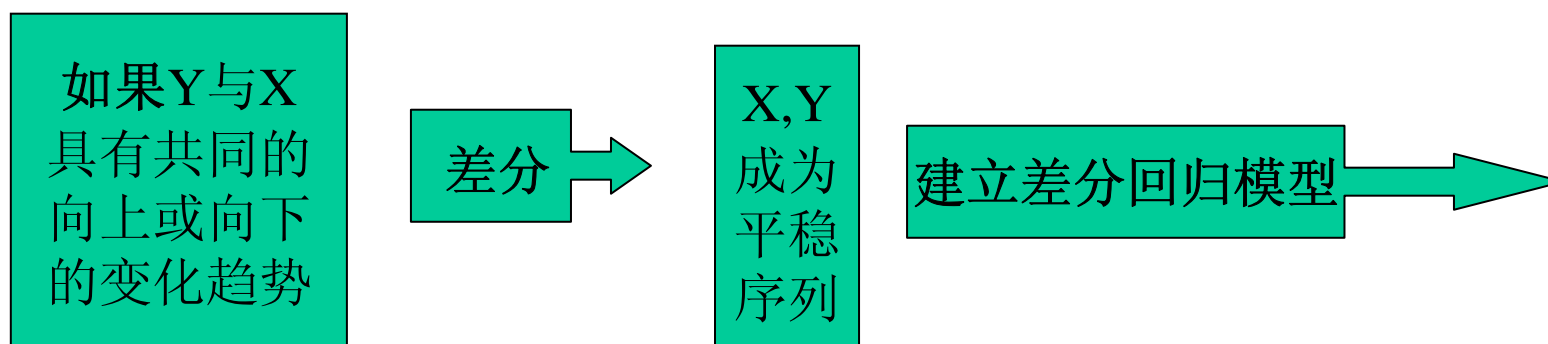 如果Y与X
具有共同的
向上或向下
的变化趋势
差分
X,Y
成为
平稳
序列
建立差分回归模型